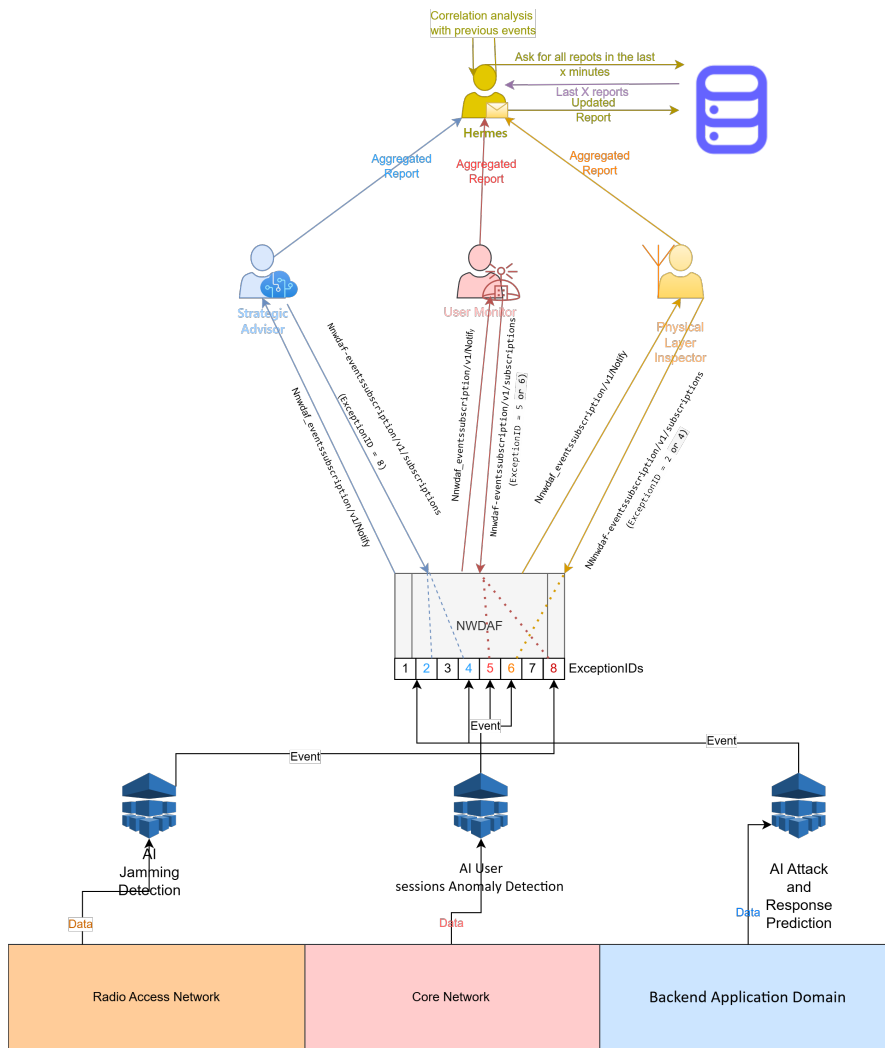 Correlation analysis
with previous events
Ask for all repots in the last
x minutes
Last X reports
Updated
Report
Hermes
Aggregated
Report
Aggregated
Report
Aggregated
Report
Strategic
Advisor
User Monitor
Physical
Layer
Inspector
Nnwdaf_eventssubscription/v1/Notify
Nnwdaf-eventssubscription/v1/subscriptions
(ExceptionID = 8)
Nnwdaf_eventssubscription/v1/Notify
Nnwdaf-eventssubscription/v1/subscriptions
(ExceptionID = 5 or 6)
Nnwdaf_eventssubscription/v1/Notify
NNnwdaf-eventssubscription/v1/subscriptions
(ExceptionID = 2 or 4)
NWDAF
1 2 3 4 5 6 7 8 ExceptionIDs
Event
Event
Event
AI
Jamming
Detection
AI User
sessions Anomaly Detection
AI Attack
and
Response
Prediction
Data
Data
Data
Radio Access Network
Core Network
Backend Application Domain